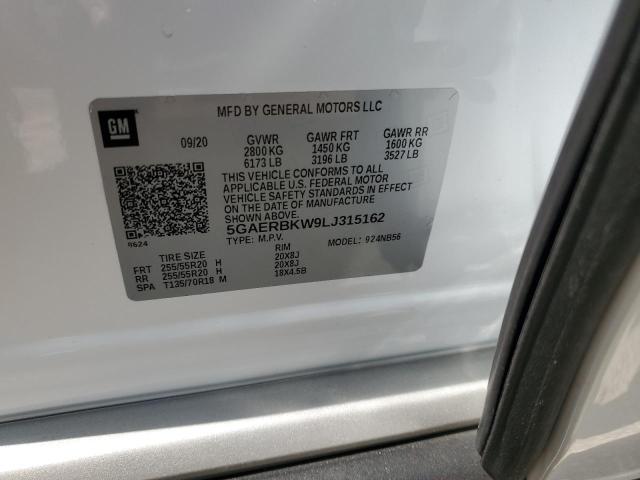 GM
MFD BY GENERAL MOTORS LLC
09/20 GVWR GAWR FRT GAWR RR
2800 KG 1450 KG 1600 KG
6173 LB 3196 LB 3527 LB
THIS VEHICLE CONFORMS TO ALL
APPLICABLE U.S. FEDERAL MOTOR
VEHICLE SAFETY STANDARDS IN EFFECT
ON THE DATE OF MANUFACTURE
SHOWN ABOVE.
5GAERBKW9LJ315162
TYPE: M.P.V. MODEL: 924NB56
8624
TIRE SIZE RIM
FRT 255/55R20 H 20X8J
RR 255/55R20 H 20X8J
SPA T135/70R18 M 18X4.5B